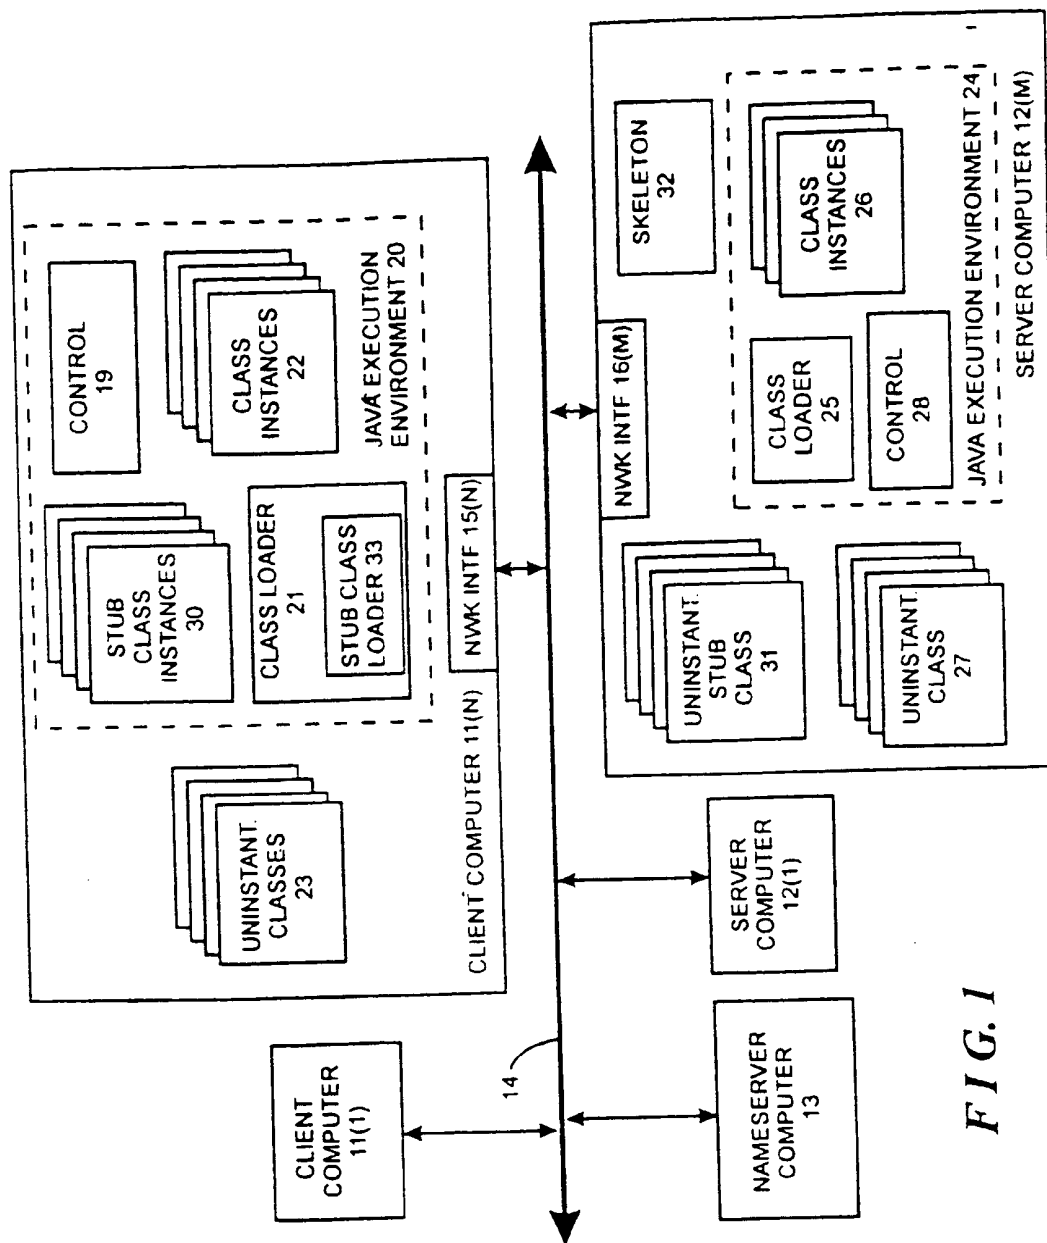 CLIENT
COMPUTER
11(1)
UNINSTANT.
CLASSES
23
STUB
CLASS
INSTANCES
30
CONTROL
19
CLASS LOADER
21
STUB CLASS
LOADER 33
CLASS
INSTANCES
22
JAVA EXECUTION
ENVIRONMENT 20
CLIENT COMPUTER 11(N)
NWK INTF 15(N)
14
NAMESERVER
COMPUTER
13
SERVER
COMPUTER
12(1)
NWK INTF 16(M)
UNINSTANT.
STUB
CLASS
31
UNINSTANT.
CLASS
27
SKELETON
32
CLASS
LOADER
25
CLASS
INSTANCES
26
CONTROL
28
JAVA EXECUTION ENVIRONMENT 24
SERVER COMPUTER 12(M)
FIG. 1